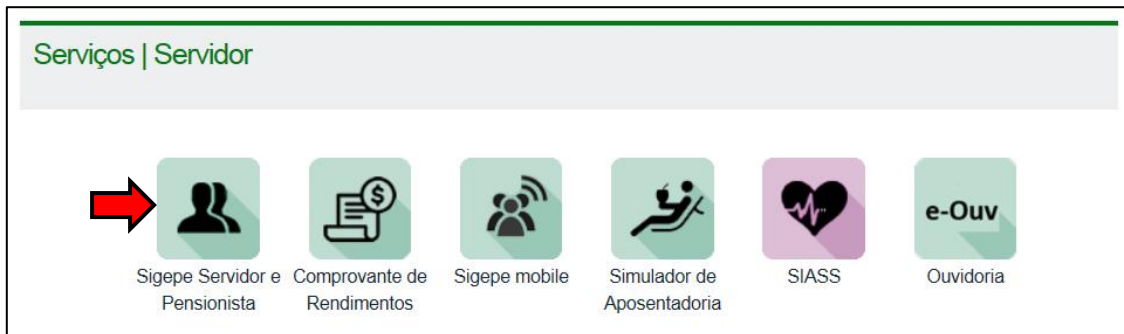 Serviços | Servidor
e-Ouv
Sigepe Servidor e Pensionista
Comprovante de Rendimentos
Sigepe mobile
Simulador de Aposentadoria
SIASS
Ouvidoria